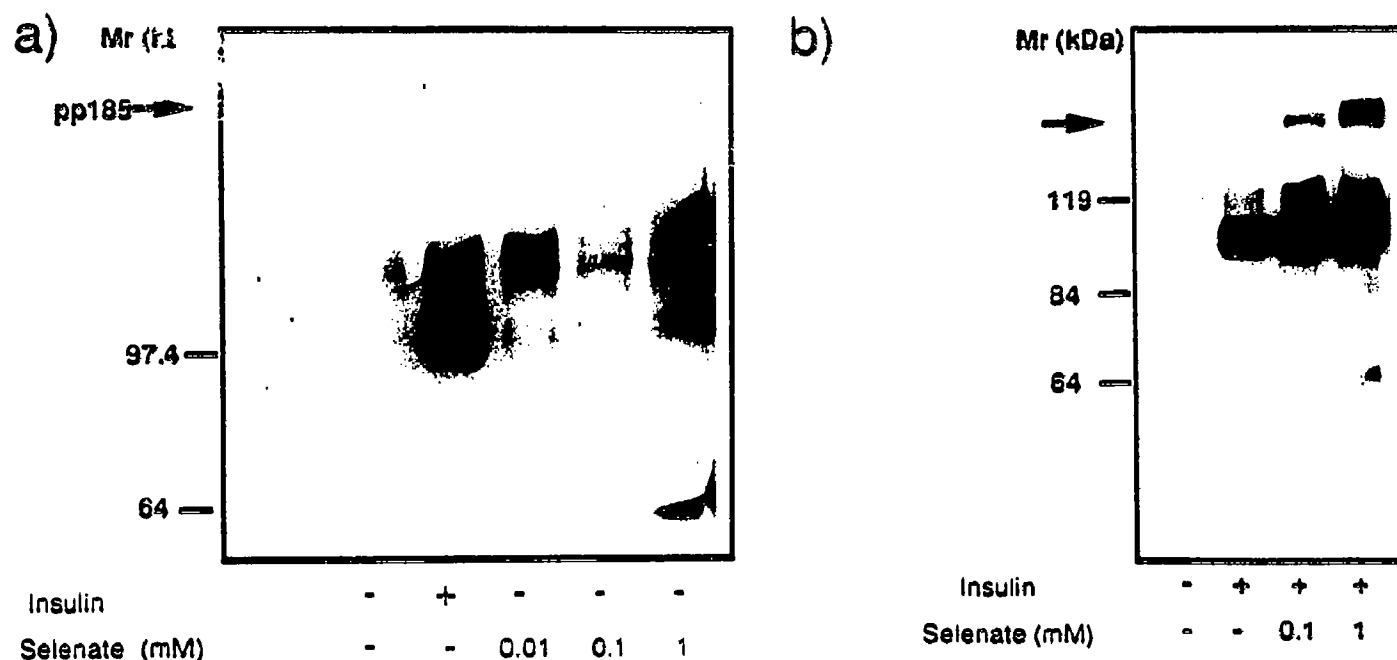 a)
Mr
pp185
97.4
64
Insulin - + - - -
Selenate (mM) - - 0.01 0.1 1
b)
Mr (kDa)
119
84
64
Insulin - + + +
Selenate (mM) - - 0.1 1